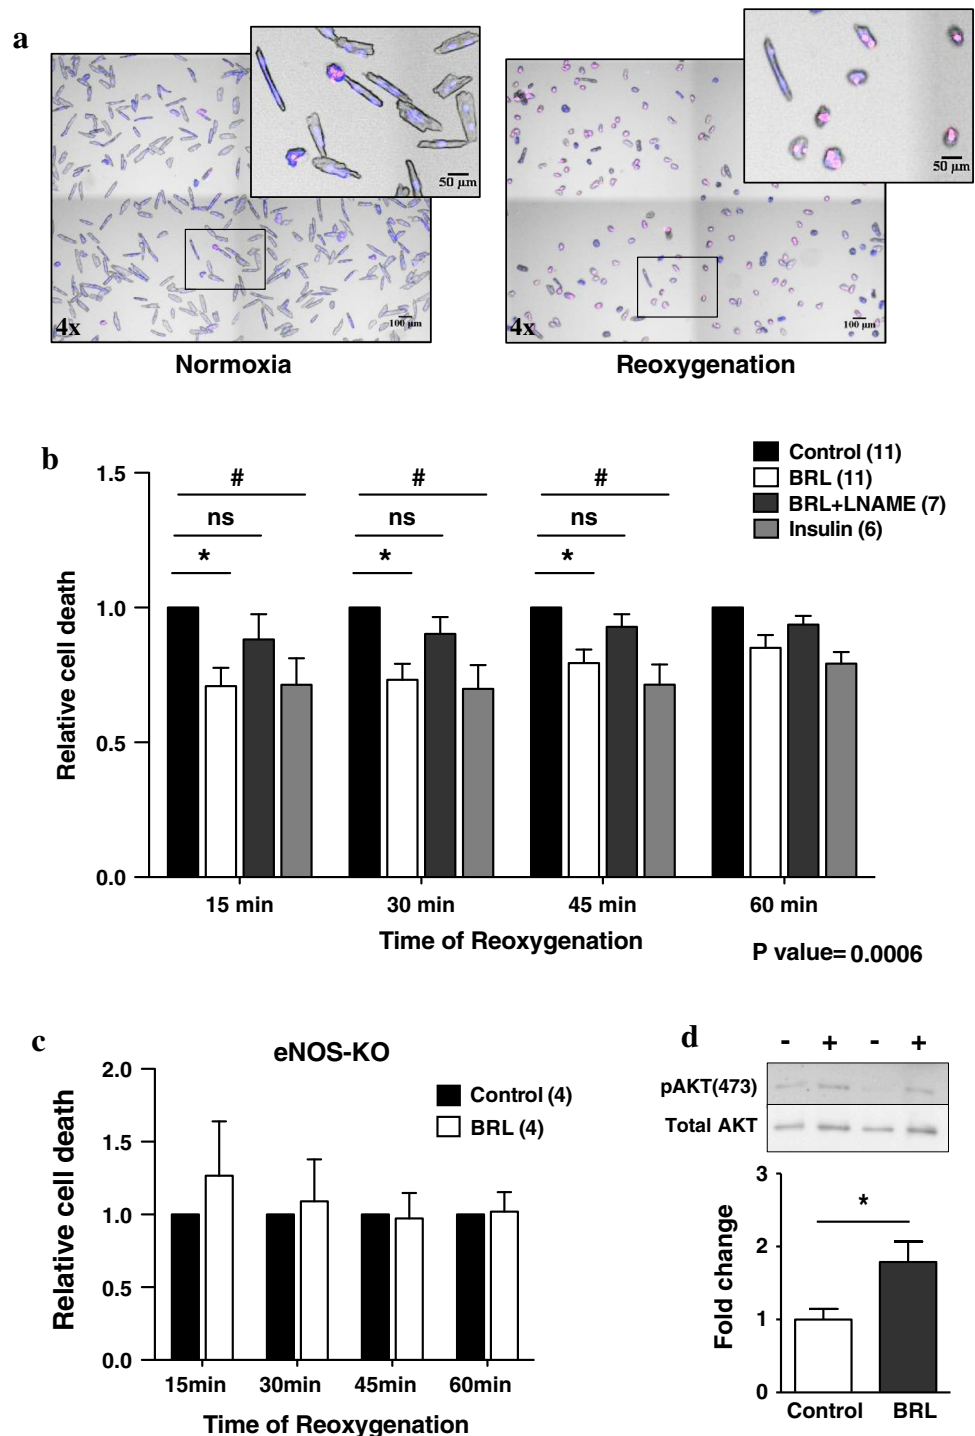 a
50 µm
4x
100 µm
Normoxia
50 µm
4x
100 µm
Reoxygenation
b
Control (11)
BRL (11)
BRL+LNAME (7)
Insulin (6)
Relative cell death
1.5
1.0
0.5
0.0
#
ns
*
#
ns
*
#
ns
*
15 min
30 min
45 min
60 min
Time of Reoxygenation
P value= 0.0006
c
eNOS-KO
Control (4)
BRL (4)
Relative cell death
2.0
1.5
1.0
0.5
0.0
15min
30min
45min
60min
Time of Reoxygenation
d
- + - +
pAKT(473)
Total AKT
Fold change
3
2
1
0
*
Control
BRL